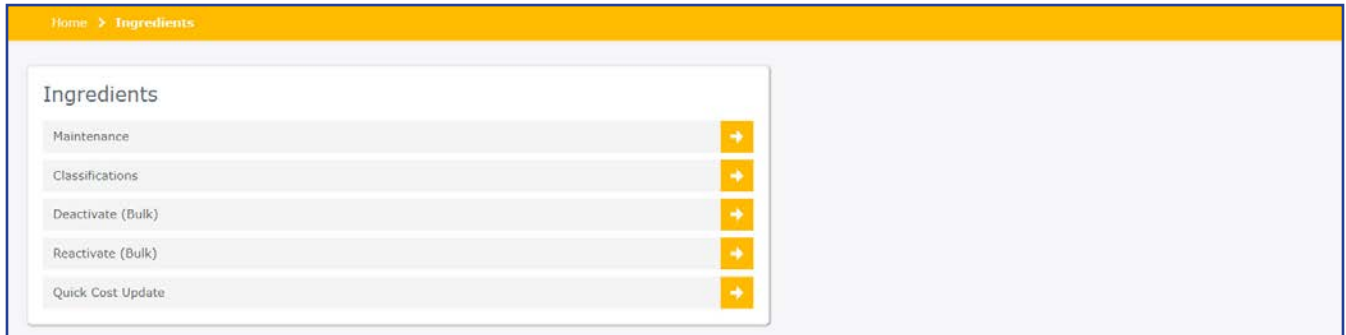 Home > Ingredients
Ingredients
Maintenance
Classifications
Deactivate (Bulk)
Reactivate (Bulk)
Quick Cost Update